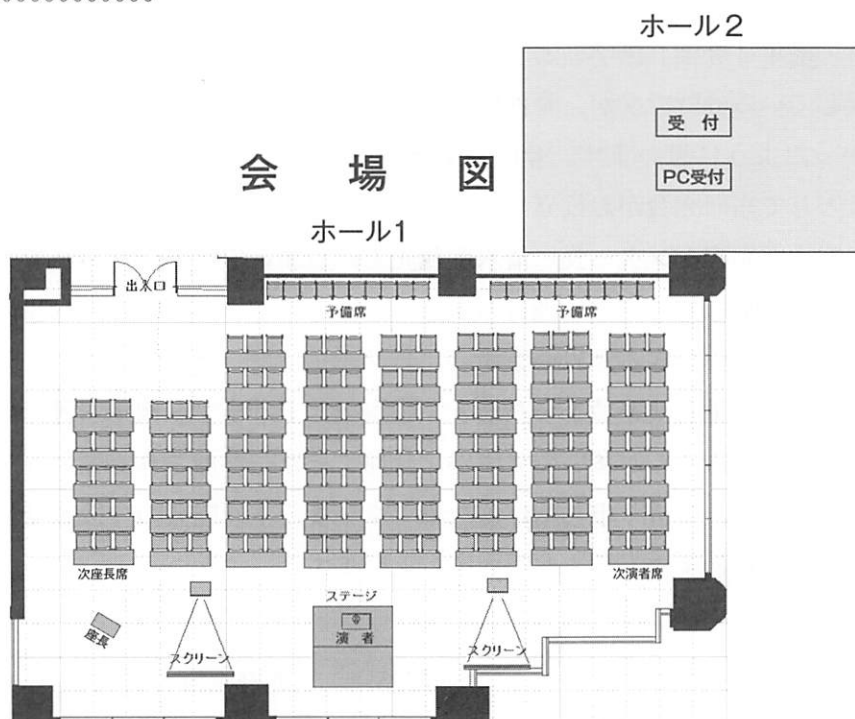 ホール2
受 付
PC受付
会 場 図
ホール1
出入口
予備席
予備席
次座長席
次演者席
ステージ
座長
演 者
スクリーン
スクリーン